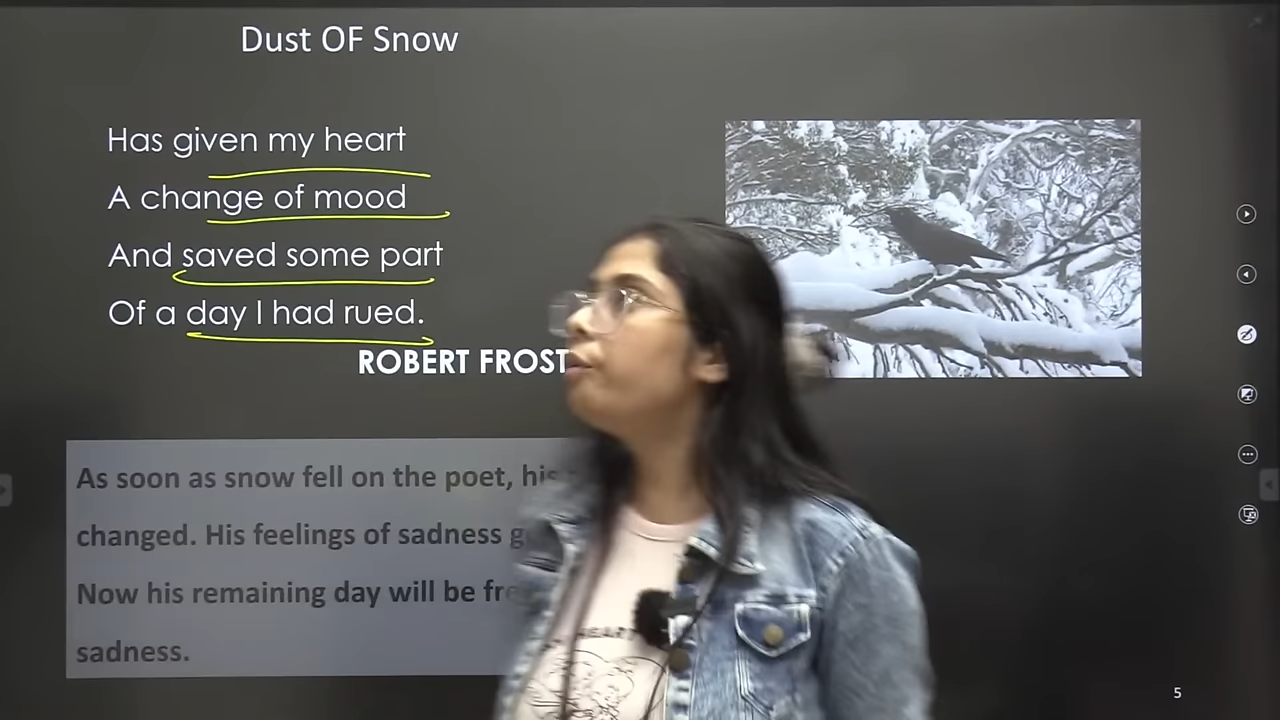 Dust OF Snow
Has given my heart
A change of mood
And saved some part
Of a day I had rued.
ROBERT FROST
As soon as snow fell on the poet, his
changed. His feelings of sadness
Now his remaining day will be
sadness.
HEART
5